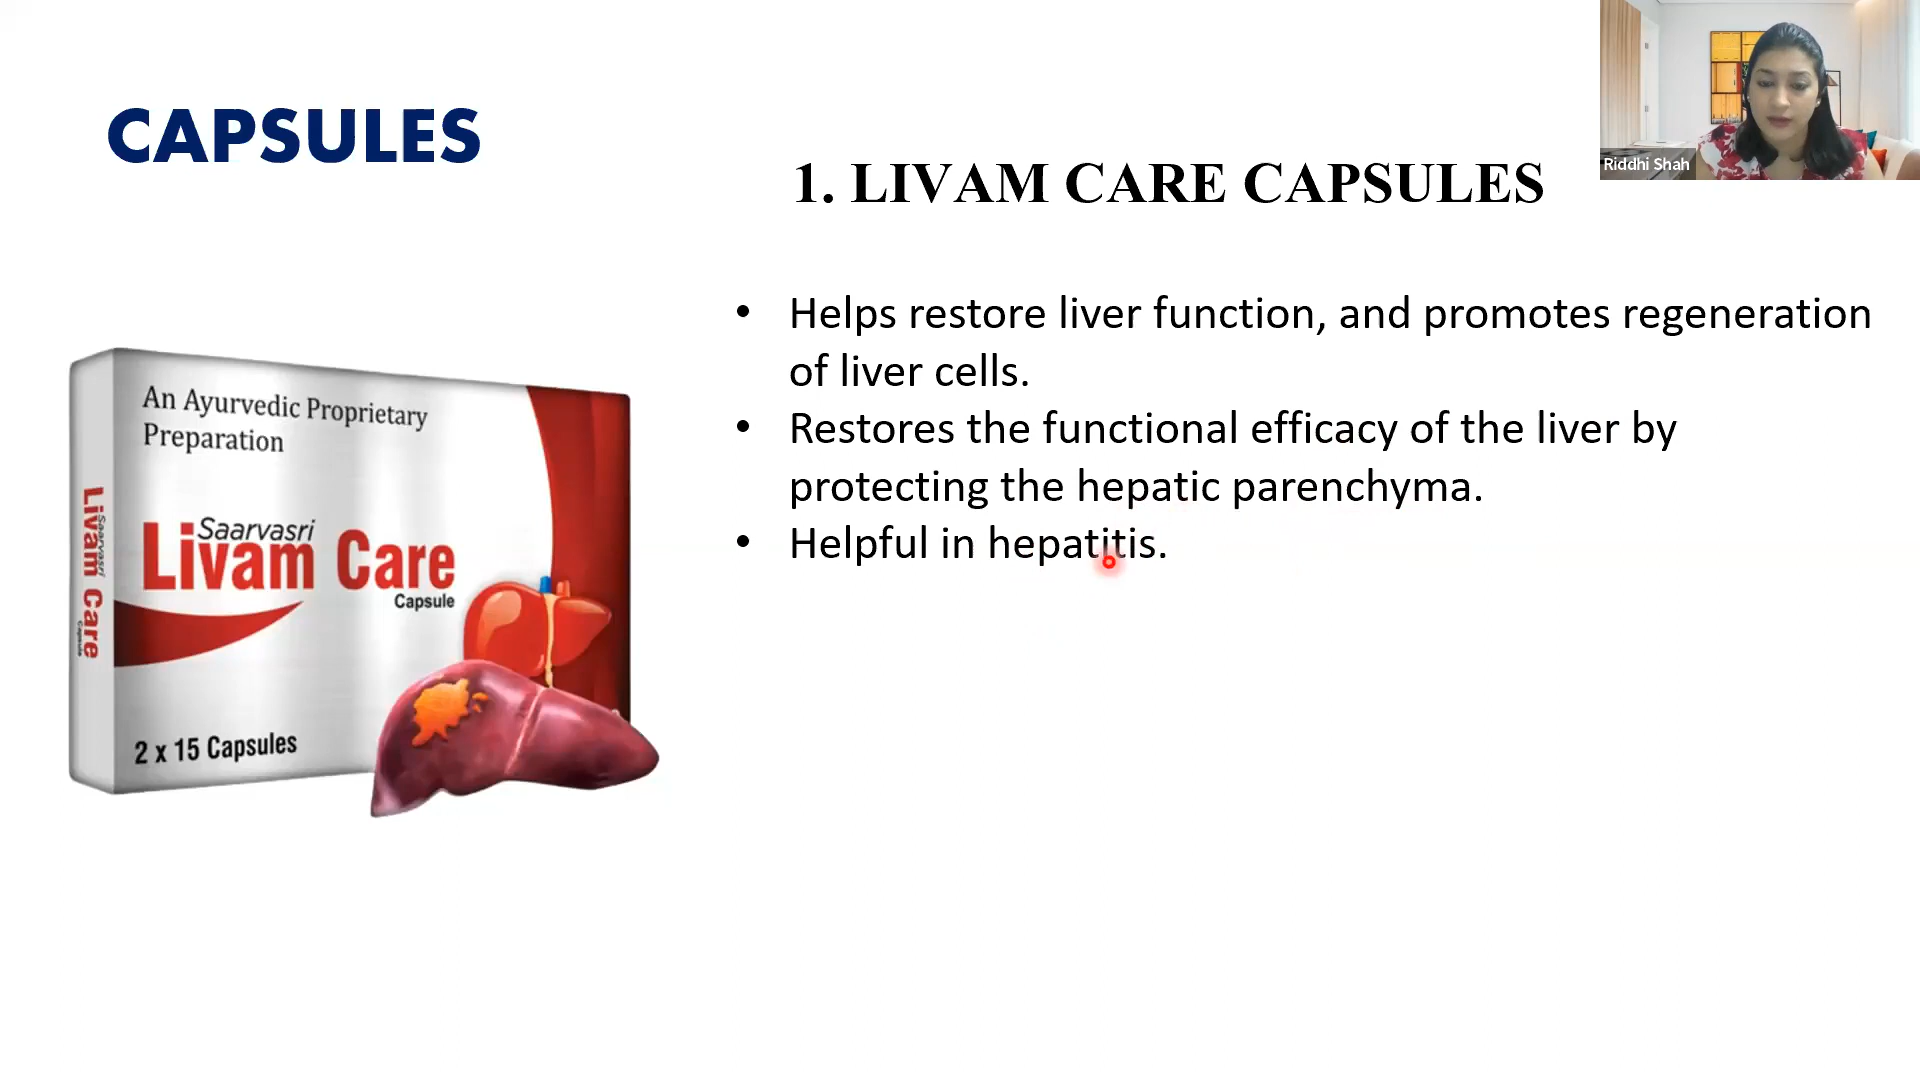 CAPSULES
Riddhi Shah
1. LIVAM CARE CAPSULES
• Helps restore liver function, and promotes regeneration
of liver cells.
• Restores the functional efficacy of the liver by
protecting the hepatic parenchyma.
• Helpful in hepatitis.
An Ayurvedic Proprietary
Preparation
Saarvasri
Livam Care
Capsule
2 x 15 Capsules
Saarvasri
Livam Care
Capsule